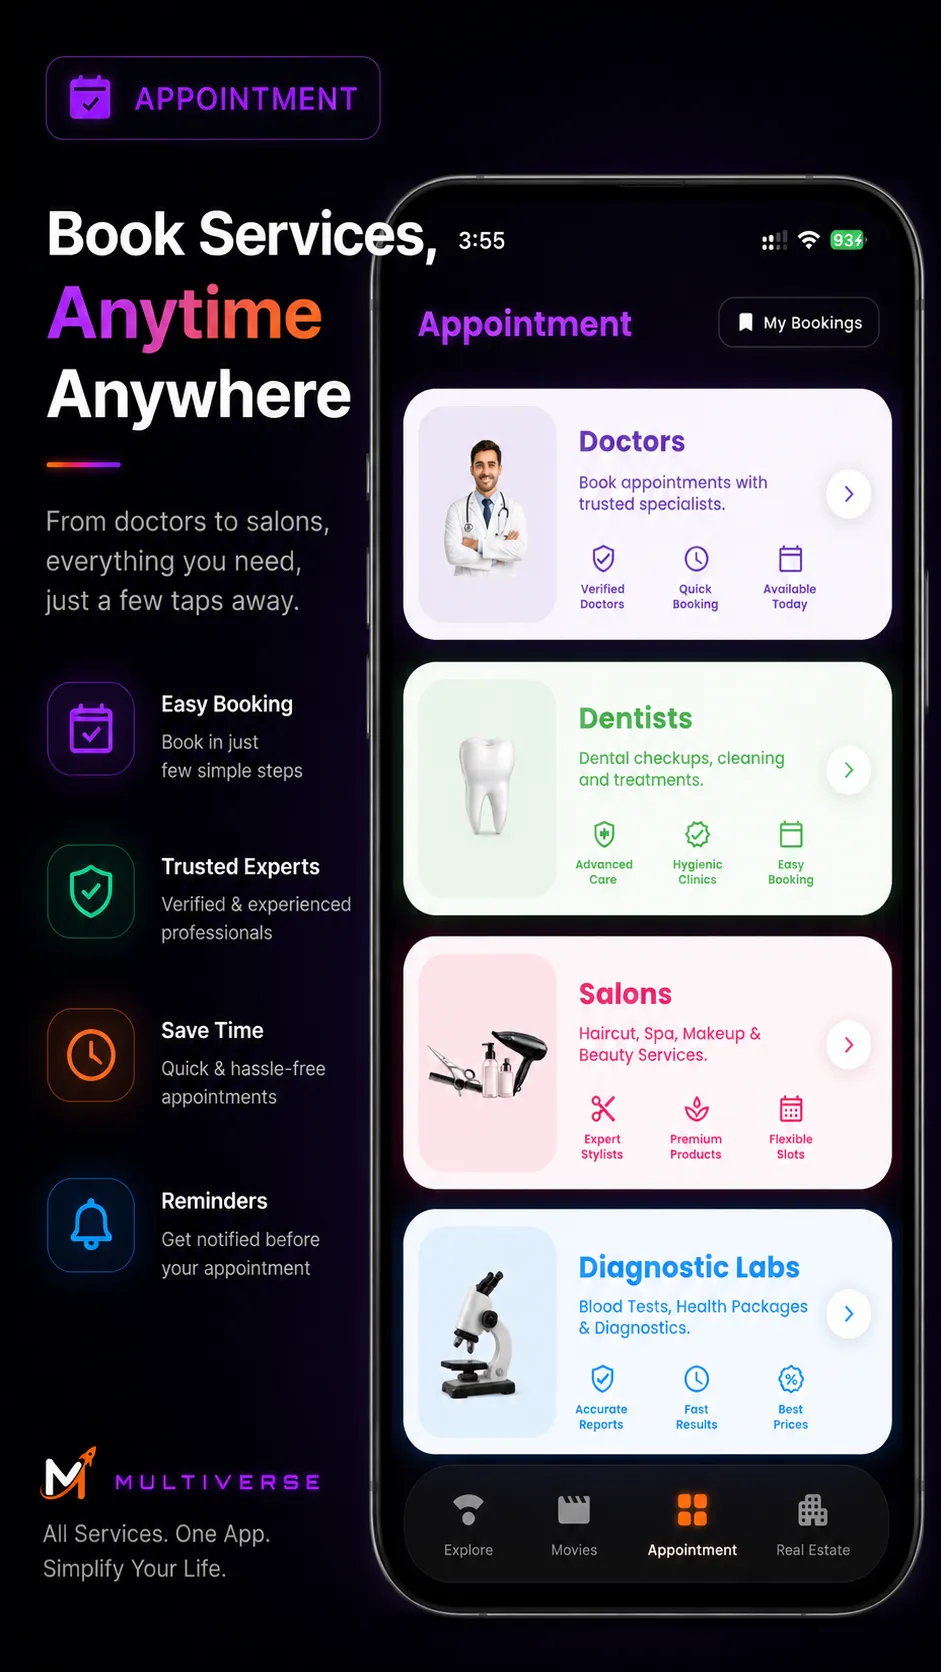 APPOINTMENT
Book Services,
Anytime
Anywhere
From doctors to salons,
everything you need,
just a few taps away.
Easy Booking
Book in just
few simple steps
Trusted Experts
Verified & experienced
professionals
Save Time
Quick & hassle-free
appointments
Reminders
Get notified before
your appointment
MULTIVERSE
All Services. One App.
Simplify Your Life.
3:55
93
Appointment
My Bookings
Doctors
Book appointments with
trusted specialists.
Verified Doctors
Quick Booking
Available Today
Dentists
Dental checkups, cleaning
and treatments.
Advanced Care
Hygienic Clinics
Easy Booking
Salons
Haircut, Spa, Makeup &
Beauty Services.
Expert Stylists
Premium Products
Flexible Slots
Diagnostic Labs
Blood Tests, Health Packages
& Diagnostics.
Accurate Reports
Fast Results
Best Prices
Explore
Movies
Appointment
Real Estate